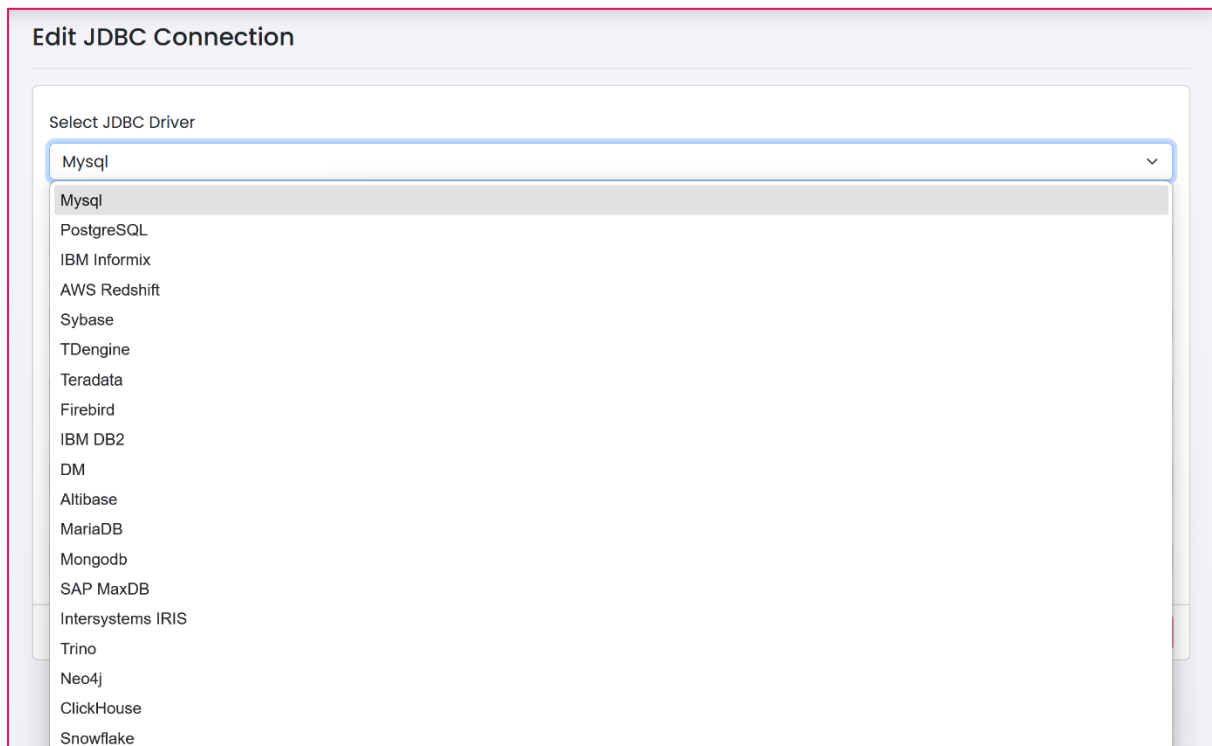 Edit JDBC Connection
Select JDBC Driver
Mysql
Mysql
PostgreSQL
IBM Informix
AWS Redshift
Sybase
TDengine
Teradata
Firebird
IBM DB2
DM
Altibase
MariaDB
Mongodb
SAP MaxDB
Intersystems IRIS
Trino
Neo4j
ClickHouse
Snowflake